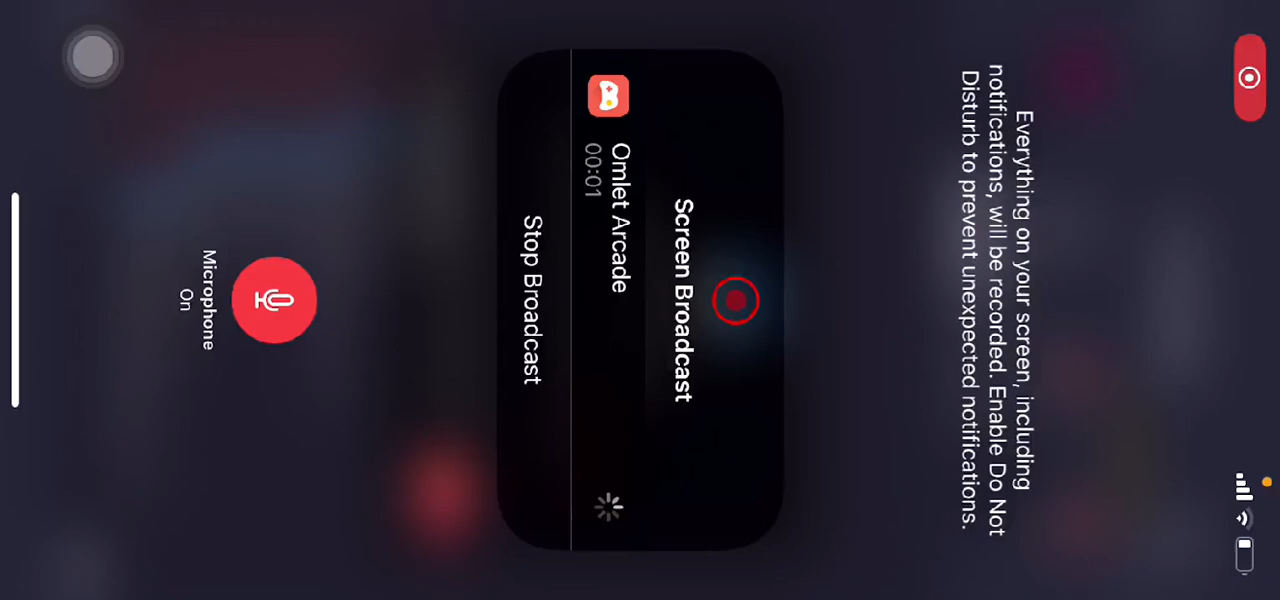 Everything on your screen, including
notifications, will be recorded. Enable Do Not
Disturb to prevent unexpected notifications.
Screen Broadcast
Omlet Arcade
00:01
Stop Broadcast
Microphone
On